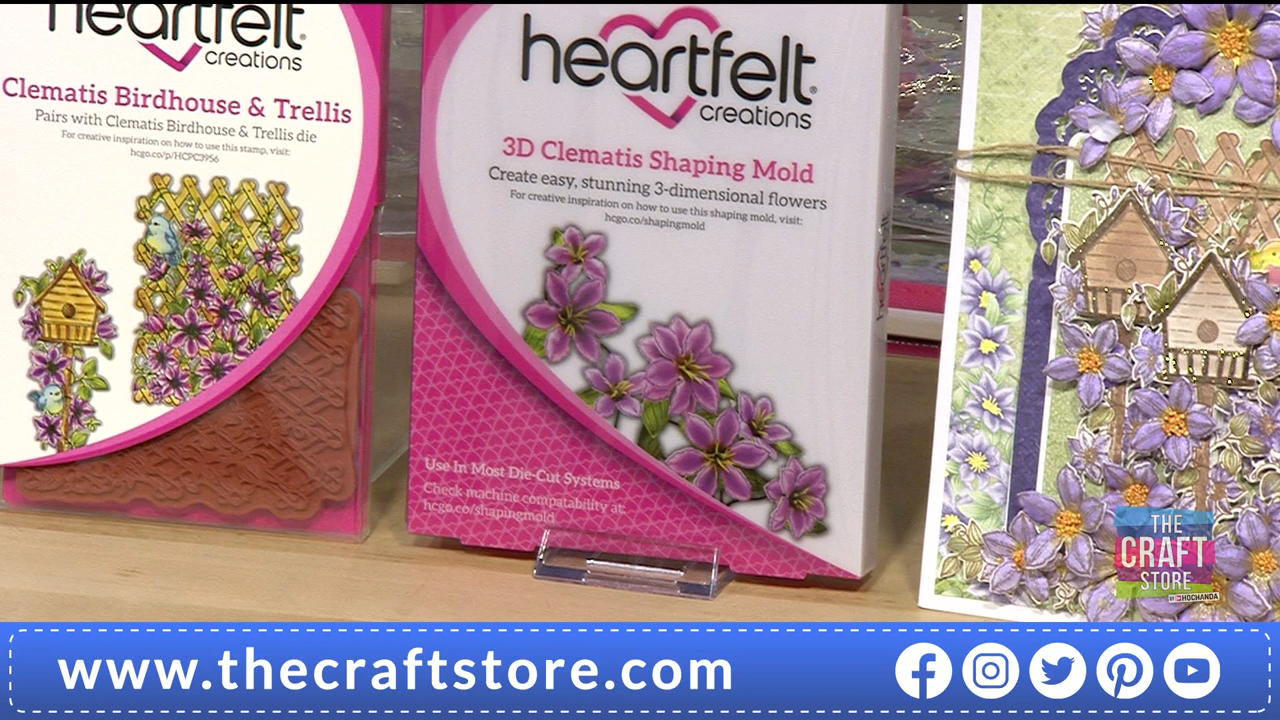 heartfelt
creations
Clematis Birdhouse & Trellis
Pairs with Clematis Birdhouse & Trellis die
For creative inspiration on how to use this stamp, visit:
hcgo.co/p/HCPC3956
heartfelt
creations
3D Clematis Shaping Mold
Create easy, stunning 3-dimensional flowers
For creative inspiration on how to use this shaping mold, visit:
hcgo.co/shapingmold
Use In Most Die-Cut Systems
Check machine compatability at:
hcgo.co/shapingmold
heartfelt
THE
CRAFT
STORE
BY HOCHANDA
www.thecraftstore.com